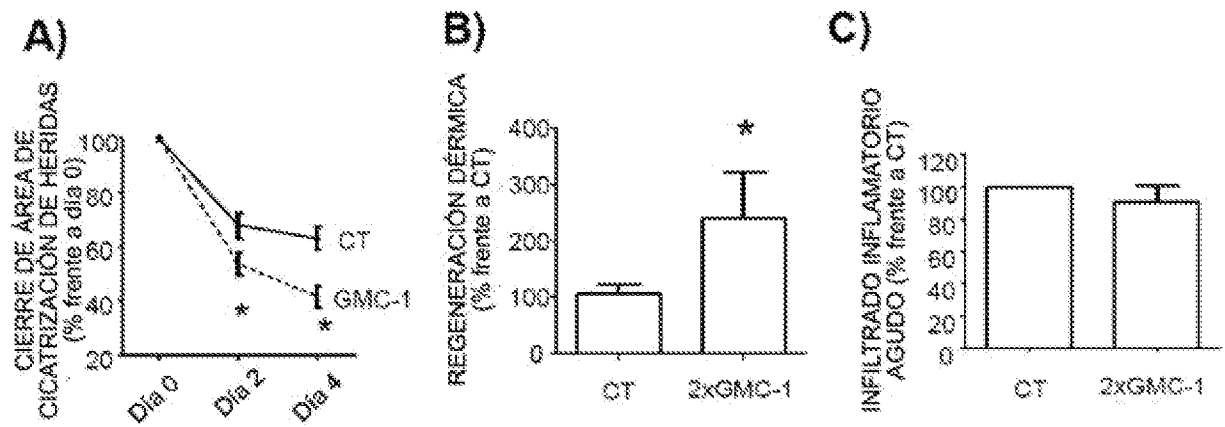 A)
CIERRE DE ÁREA DE
CICATRIZACIÓN DE HERIDAS
(% frente a día 0)
100
80
60
40
20
CT
GMC-1
*
*
Día 0
Día 2
Día 4
B)
REGENERACIÓN DÉRMICA
(% frente a CT)
400
300
200
100
0
*
CT
2xGMC-1
C)
INFILTRADO INFLAMATORIO
AGUDO (% frente a CT)
120
100
80
60
40
20
0
CT
2xGMC-1